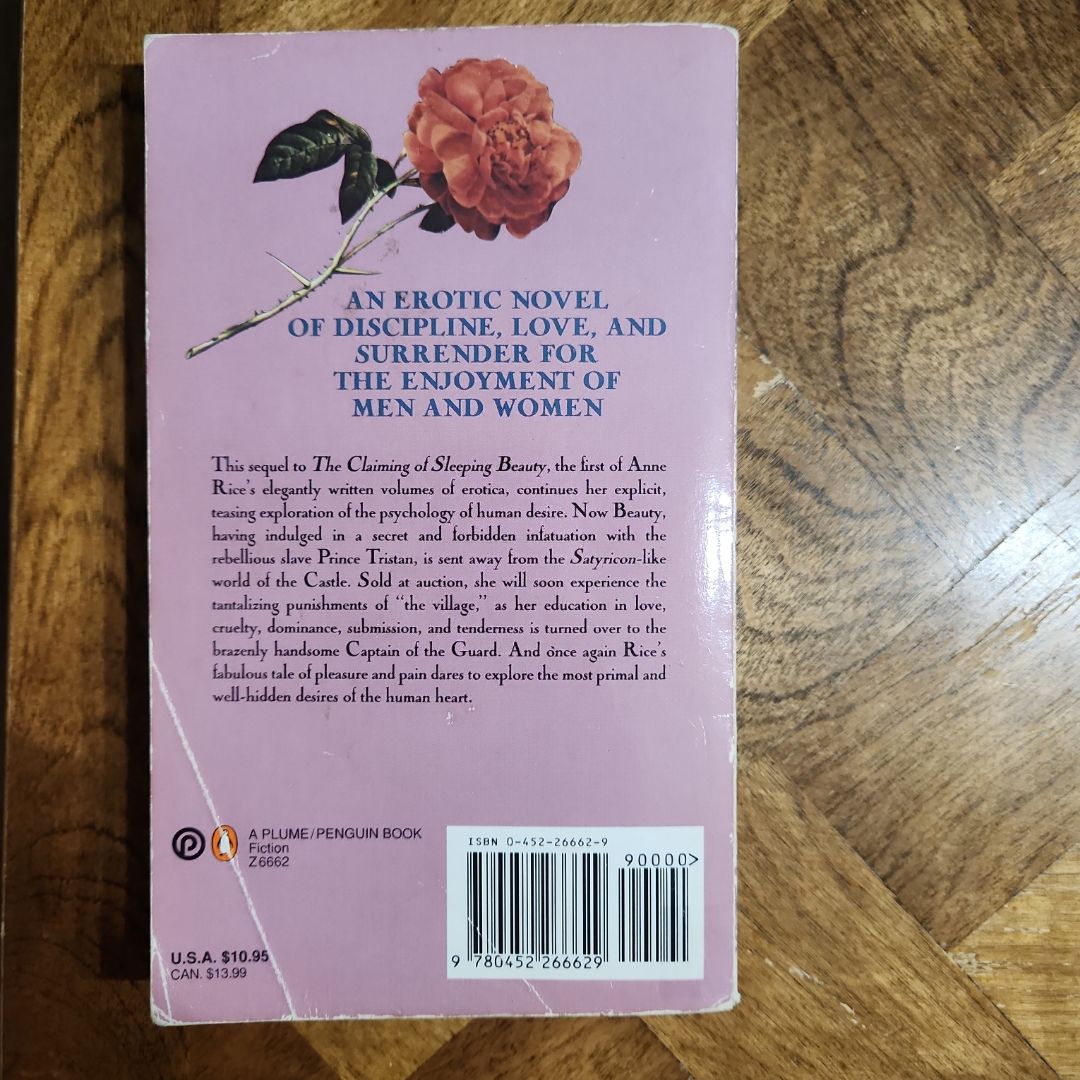 AN EROTIC NOVEL
OF DISCIPLINE, LOVE, AND
SURRENDER FOR
THE ENJOYMENT OF
MEN AND WOMEN
This sequel to The Claiming of Sleeping Beauty, the first of Anne
Rice's elegantly written volumes of erotica, continues her explicit,
teasing exploration of the psychology of human desire. Now Beauty,
having indulged in a secret and forbidden infatuation with the
rebellious slave Prince Tristan, is sent away from the Satyricon-like
world of the Castle. Sold at auction, she will soon experience the
tantalizing punishments of "the village," as her education in love,
cruelty, dominance, submission, and tenderness is turned over to the
brazenly handsome Captain of the Guard. And once again Rice's
fabulous tale of pleasure and pain dares to explore the most primal and
well-hidden desires of the human heart.
A PLUME/PENGUIN BOOK
Fiction
Z6662
U.S.A. $10.95
CAN. $13.99
ISBN 0-452-26662-9
90000>
9 780452 266629